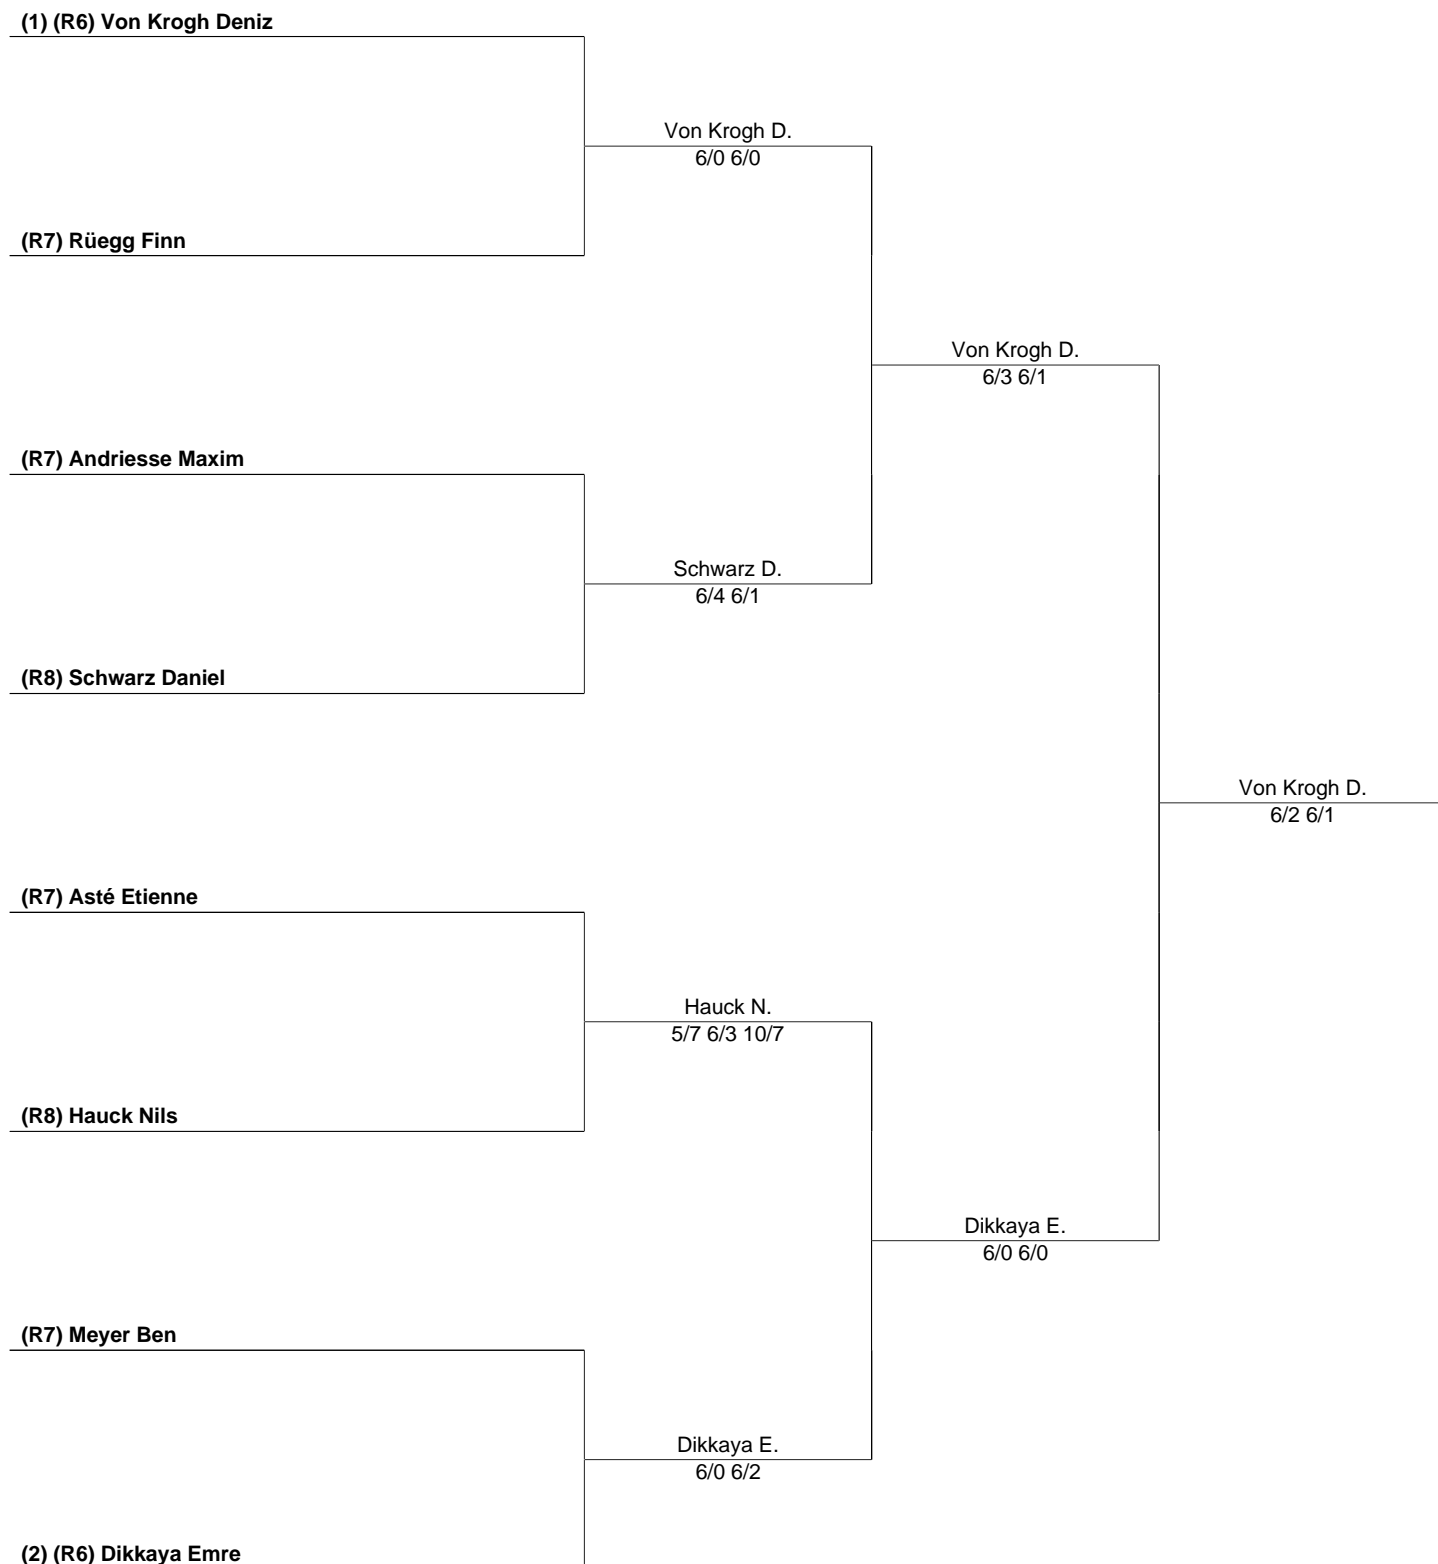 (1) (R6) Von Krogh Deniz
Von Krogh D.
6/0 6/0
(R7) Rüegg Finn
Von Krogh D.
6/3 6/1
(R7) Andriesse Maxim
Schwarz D.
6/4 6/1
(R8) Schwarz Daniel
Von Krogh D.
6/2 6/1
(R7) Asté Etienne
Hauck N.
5/7 6/3 10/7
(R8) Hauck Nils
Dikkaya E.
6/0 6/0
(R7) Meyer Ben
Dikkaya E.
6/0 6/2
(2) (R6) Dikkaya Emre